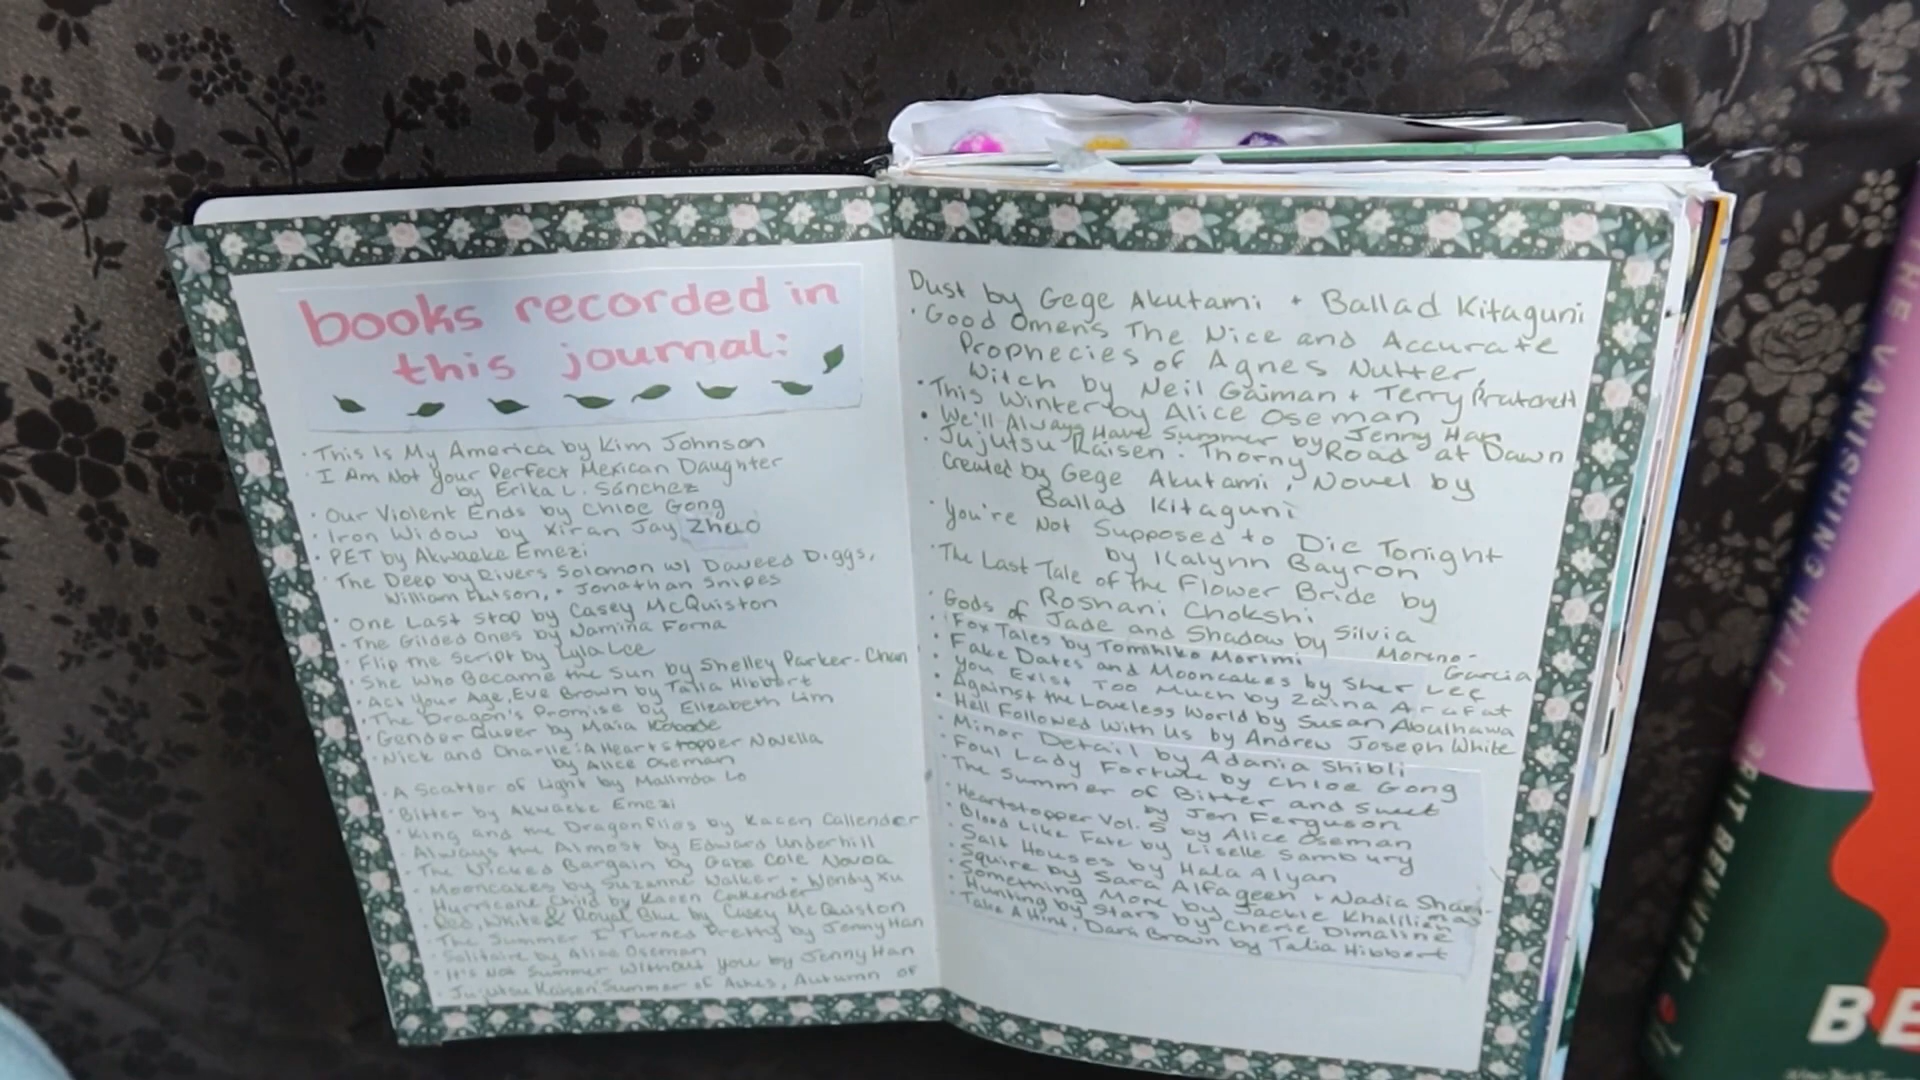 books recorded in
this journal:
· This Is My America by Kim Johnson
· I Am Not Your Perfect Mexican Daughter
by Erika L. Sánchez
· Our Violent Ends by Chloe Gong
· Iron Widow by Xiran Jay Zhao
· PET by Akwaeke Emezi
· The Deep by Rivers Solomon w/ Daveed Diggs,
William Hutson, + Jonathan Snipes
· One Last Stop by Casey McQuiston
· The Gilded Ones by Namina Forna
· Flip the Script by Lyla Lee
· She Who Became the Sun by Shelley Parker-Chan
· Act Your Age, Eve Brown by Talia Hibbert
· The Dragon's Promise by Elizabeth Lim
· Gender Queer by Maia Kobabe
· Nick and Charlie: A Heartstopper Novella
by Alice Oseman
· A Scatter of Light by Malinda Lo
· Bitter by Akwaeke Emezi
· King and the Dragonflies by Kacen Callender
· Always the Almost by Edward Underhill
· The Wicked Bargain by Gabe Cole Novoa
· Mooncakes by Suzanne Walker + Wendy Xu
· Hurricane Child by Kacen Callender
· Red, White & Royal Blue by Casey McQuiston
· The Summer I Turned Pretty by Jenny Han
· Solitaire by Alice Oseman
· It's Not Summer Without You by Jenny Han
· Jujutsu Kaisen: Summer of Ashes, Autumn of
Dust by Gege Akutami + Ballad Kitaguni
· Good Omens The Nice and Accurate
Prophecies of Agnes Nutter,
Witch by Neil Gaiman + Terry Pratchett
· This Winter by Alice Oseman
· We'll Always Have Summer by Jenny Han
· Jujutsu Kaisen: Thorny Road at Dawn
Created by Gege Akutami, Novel by
Ballad Kitaguni
· You're Not Supposed to Die Tonight
by Kalynn Bayron
· The Last Tale of the Flower Bride by
Roshani Chokshi
· Gods of Jade and Shadow by Silvia
Moreno-
Garcia
· Fox Tales by Tomihiko Morimi
· Fake Dates and Mooncakes by Sher Lee
· You Exist Too Much by Zaina Arafat
· Against the Loveless World by Susan Abulhawa
· Hell Followed With Us by Andrew Joseph White
· Minor Detail by Adania Shibli
· Foul Lady Fortune by Chloe Gong
· The Summer of Bitter and Sweet
by Jen Ferguson
· Heartstopper Vol. 5 by Alice Oseman
· Blood Like Fate by Liselle Sambury
· Salt Houses by Hala Alyan
· Squire by Sara Alfageeh + Nadia Shammas
· Something More by Jackie Khalilieh
· Hunting by Stars by Cherie Dimaline
· Take A Hint, Dani Brown by Talia Hibbert
THE VANISHING HALF
BRIT BENNETT
BE